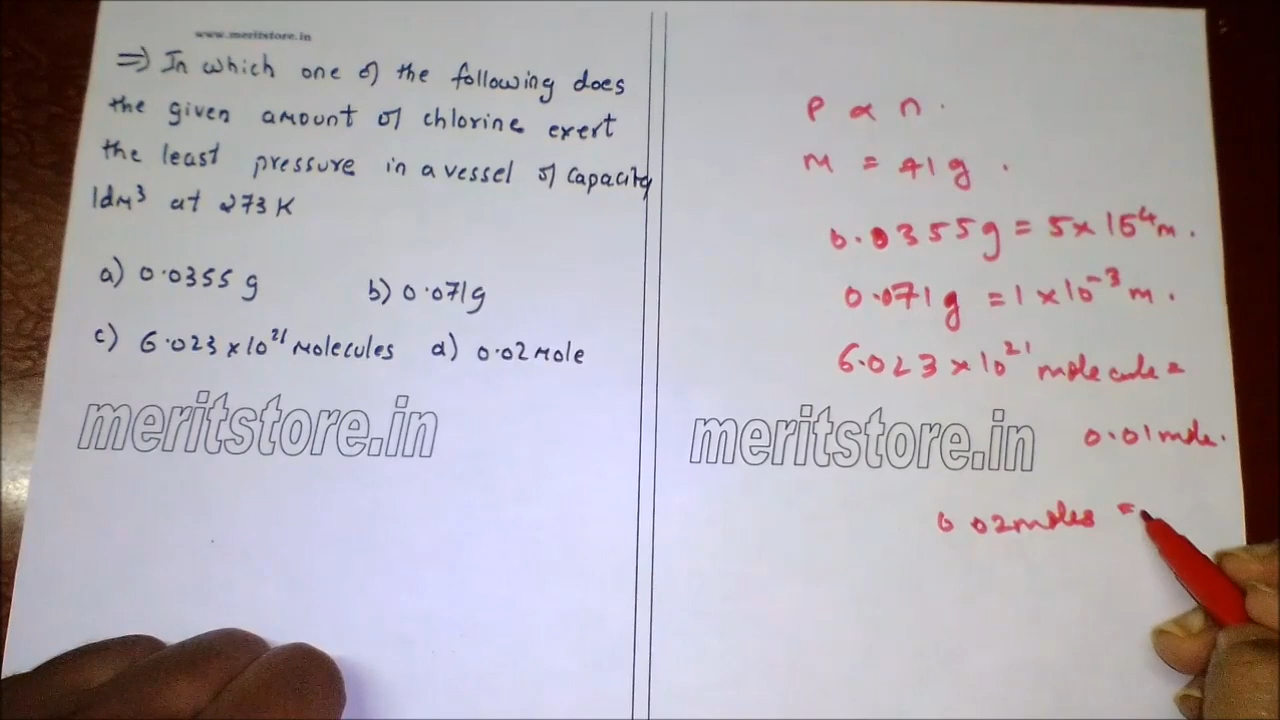 www.meritstore.in
⇒) In which one of the following does
the given amount of chlorine exert
the least pressure in a vessel of capacity
1dm³ at 273 K
a) 0.0355 g b) 0.071g
c) 6.023 x 10²¹ Molecules d) 0.02 mole
meritstore.in
P ∝ n.
M = 71 g.
0.0355g = 5x10⁻⁴m.
0.071g = 1 x 10⁻³ m.
6.023 x 10²¹ molecule =
0.01 mole.
meritstore.in
0.02 moles =